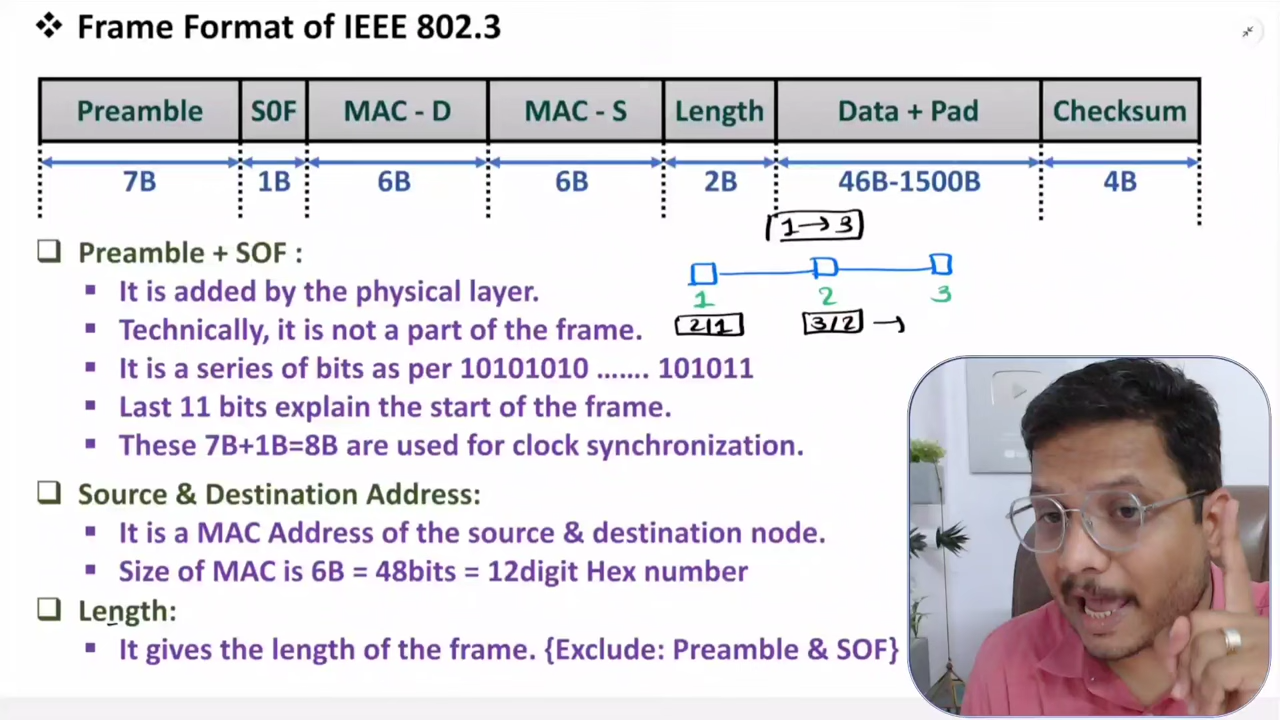 ❖ Frame Format of IEEE 802.3
Preamble S0F MAC - D MAC - S Length Data + Pad Checksum
7B 1B 6B 6B 2B 46B-1500B 4B
1→3
❑ Preamble + SOF :
▪ It is added by the physical layer.
1 2 3
▪ Technically, it is not a part of the frame.
2/1 3/2 →
▪ It is a series of bits as per 10101010 ……. 101011
▪ Last 11 bits explain the start of the frame.
▪ These 7B+1B=8B are used for clock synchronization.
❑ Source & Destination Address:
▪ It is a MAC Address of the source & destination node.
▪ Size of MAC is 6B = 48bits = 12digit Hex number
❑ Length:
▪ It gives the length of the frame. {Exclude: Preamble & SOF}